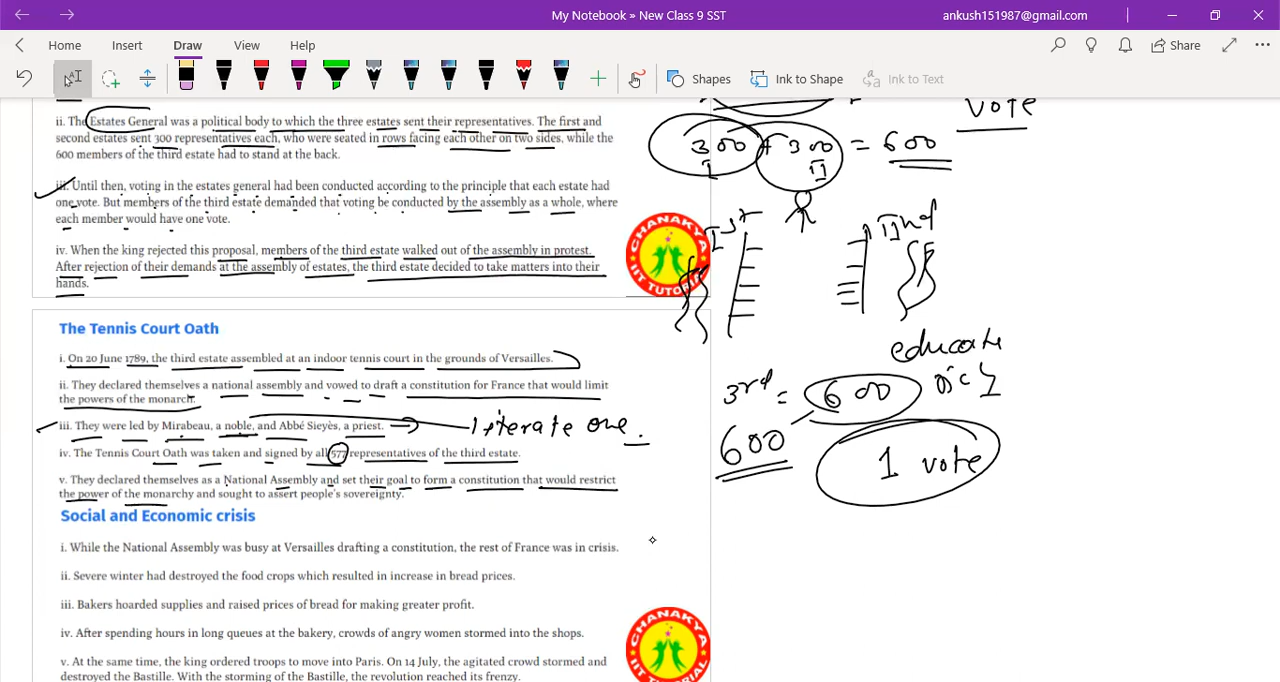 My Notebook » New Class 9 SST
ankush151987@gmail.com
Home Insert Draw View Help
Share
Shapes Ink to Shape Ink to Text
ii. The Estates General was a political body to which the three estates sent their representatives. The first and
second estates sent 300 representatives each, who were seated in rows facing each other on two sides, while the
600 members of the third estate had to stand at the back.
iii. Until then, voting in the estates general had been conducted according to the principle that each estate had
one vote. But members of the third estate demanded that voting be conducted by the assembly as a whole, where
each member would have one vote.
iv. When the king rejected this proposal, members of the third estate walked out of the assembly in protest.
After rejection of their demands at the assembly of estates, the third estate decided to take matters into their
hands.
CHANAKYA
IIT TUTORIAL
The Tennis Court Oath
i. On 20 June 1789, the third estate assembled at an indoor tennis court in the grounds of Versailles.
ii. They declared themselves a national assembly and vowed to draft a constitution for France that would limit
the powers of the monarch.
iii. They were led by Mirabeau, a noble, and Abbé Sieyès, a priest.
iv. The Tennis Court Oath was taken and signed by all 577 representatives of the third estate.
v. They declared themselves as a National Assembly and set their goal to form a constitution that would restrict
the power of the monarchy and sought to assert people's sovereignty.
Social and Economic crisis
i. While the National Assembly was busy at Versailles drafting a constitution, the rest of France was in crisis.
ii. Severe winter had destroyed the food crops which resulted in increase in bread prices.
iii. Bakers hoarded supplies and raised prices of bread for making greater profit.
iv. After spending hours in long queues at the bakery, crowds of angry women stormed into the shops.
v. At the same time, the king ordered troops to move into Paris. On 14 July, the agitated crowd stormed and
destroyed the Bastille. With the storming of the Bastille, the revolution reached its frenzy.
CHANAKYA
IIT TUTORIAL
vote
300 + 300 = 600
I II
Ist IInd
educate
3rd = 600
literate one.
600
1 vote